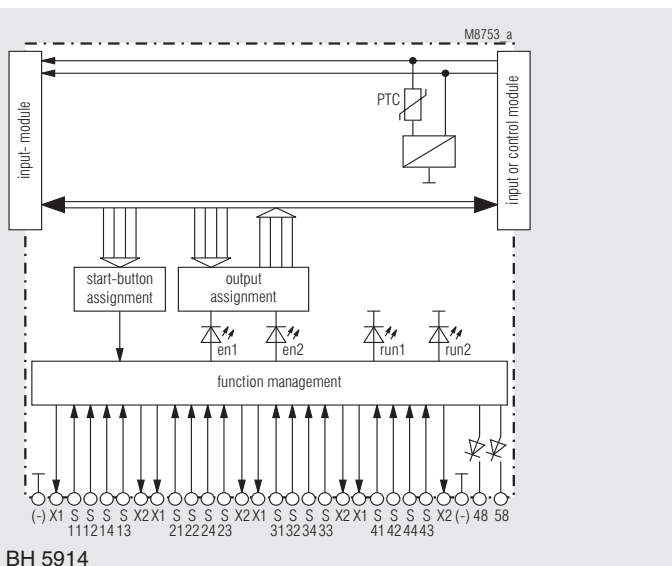 M8753_a
input- module
PTC
input or control module
start-button
assignment
output
assignment
en1
en2
run1
run2
function management
(-) X1 S S S S X2 X1 S S S S X2 X1 S S S S X2 X1 S S S S X2 (-) 48 58
11 12 14 13 21 22 24 23 31 32 34 33 41 42 44 43
BH 5914